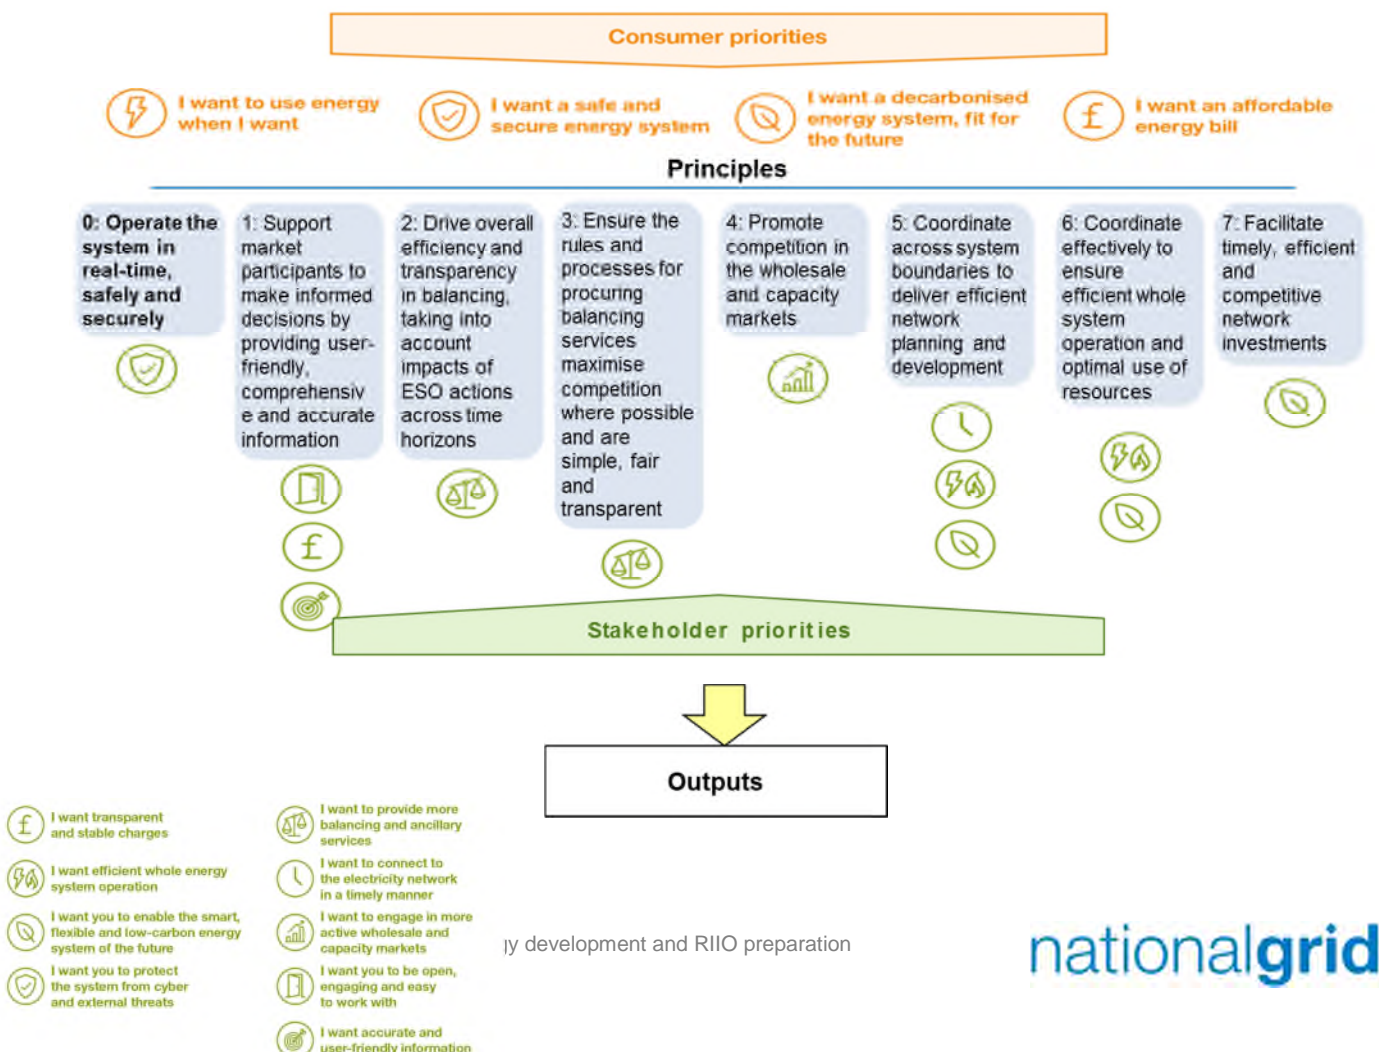 Consumer priorities
I want to use energy
when I want
I want a safe and
secure energy system
I want a decarbonised
energy system, fit for
the future
I want an affordable
energy bill
Principles
0: Operate the
system in
real-time,
safely and
securely
1: Support
market
participants to
make informed
decisions by
providing user-
friendly,
comprehensiv
e and accurate
information
2: Drive overall
efficiency and
transparency
in balancing,
taking into
account
impacts of
ESO actions
across time
horizons
3: Ensure the
rules and
processes for
procuring
balancing
services
maximise
competition
where possible
and are
simple, fair
and
transparent
4: Promote
competition in
the wholesale
and capacity
markets
5: Coordinate
across system
boundaries to
deliver efficient
network
planning and
development
6: Coordinate
effectively to
ensure
efficient whole
system
operation and
optimal use of
resources
7: Facilitate
timely, efficient
and
competitive
network
investments
£
Stakeholder priorities
Outputs
£
I want transparent
and stable charges
I want efficient whole energy
system operation
I want you to enable the smart,
flexible and low-carbon energy
system of the future
I want you to protect
the system from cyber
and external threats
I want to provide more
balancing and ancillary
services
I want to connect to
the electricity network
in a timely manner
I want to engage in more
active wholesale and
capacity markets
I want you to be open,
engaging and easy
to work with
I want accurate and
user-friendly information
development and RIIO preparation
nationalgrid